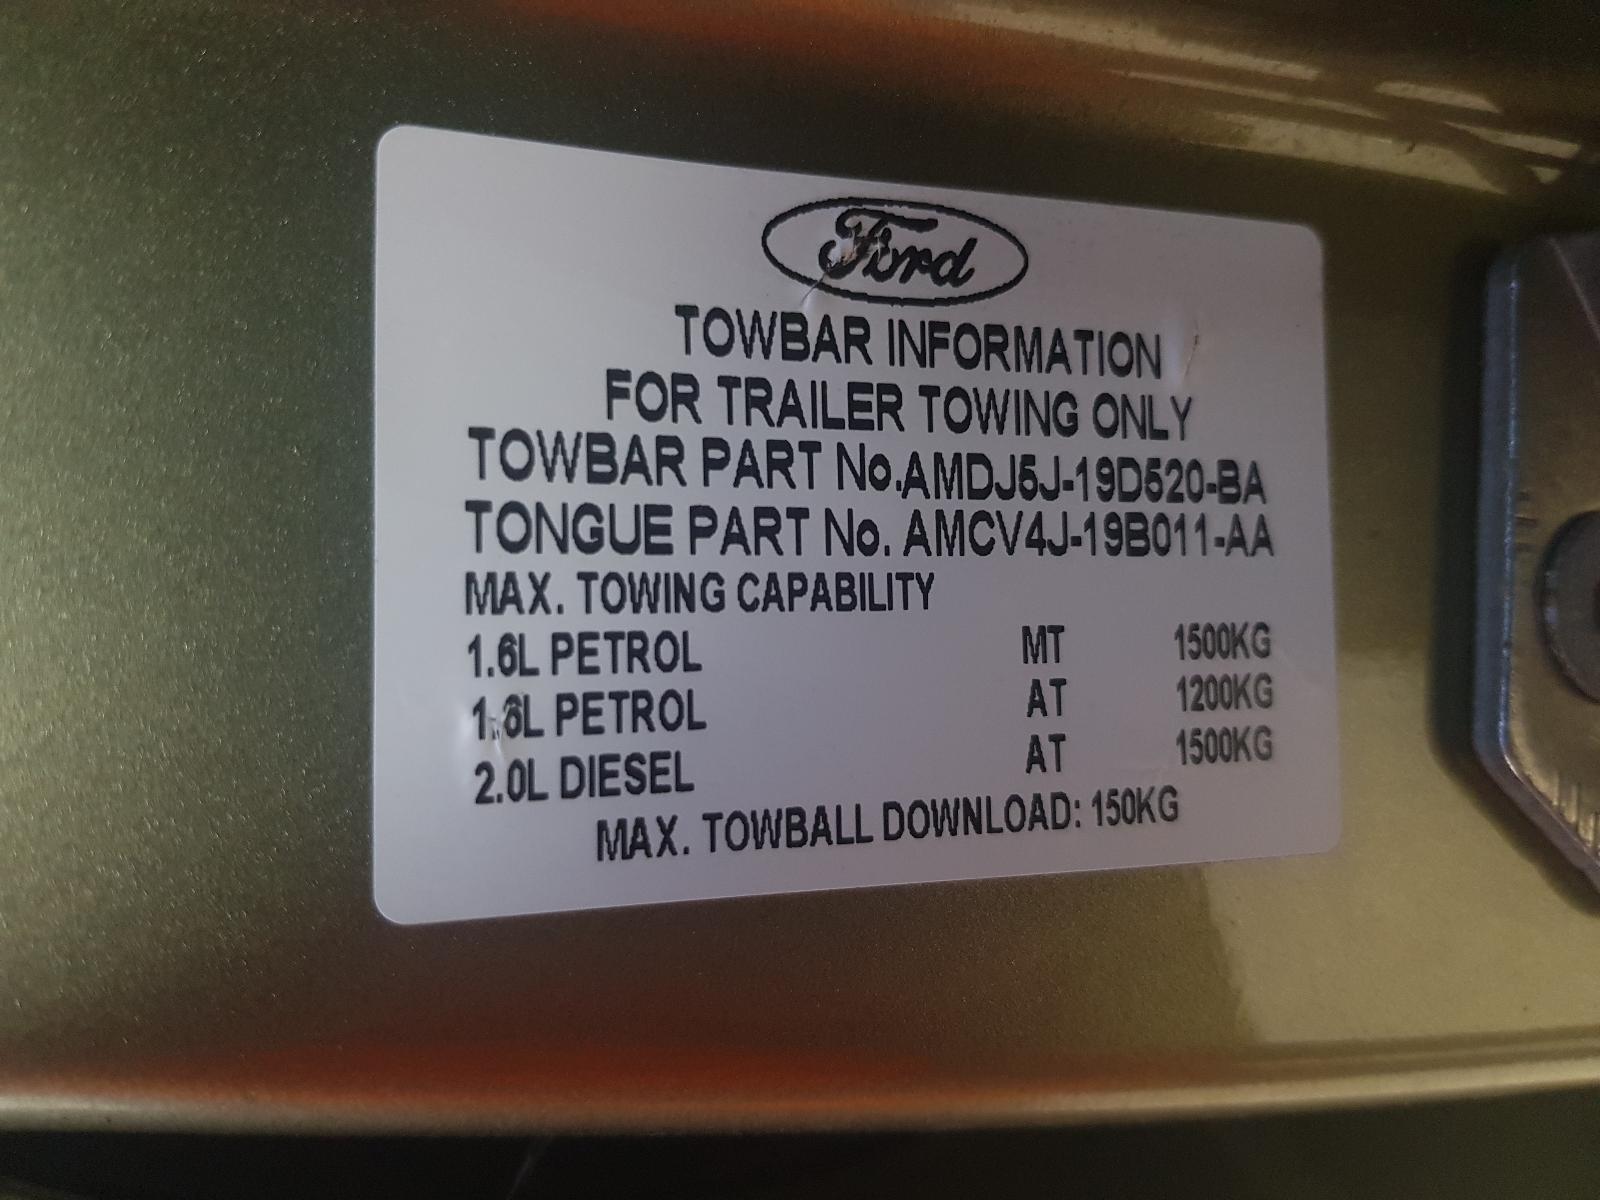 Ford
TOWBAR INFORMATION
FOR TRAILER TOWING ONLY
TOWBAR PART No.AMDJ5J-19D520-BA
TONGUE PART No. AMCV4J-19B011-AA
MAX. TOWING CAPABILITY
1.6L PETROL MT 1500KG
1.6L PETROL AT 1200KG
2.0L DIESEL AT 1500KG
MAX. TOWBALL DOWNLOAD: 150KG